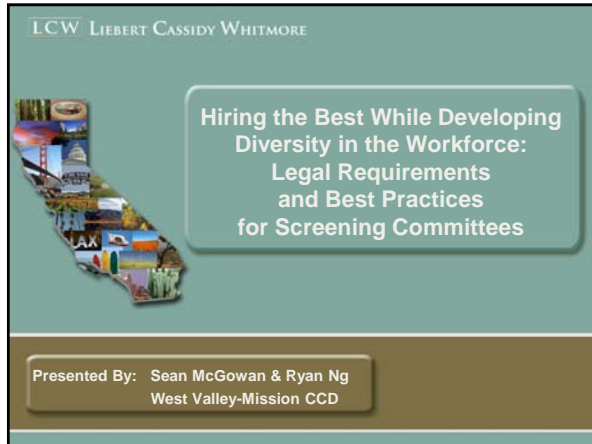 LCW LIEBERT CASSIDY WHITMORE
Hiring the Best While Developing
Diversity in the Workforce:
Legal Requirements
and Best Practices
for Screening Committees
LAX
Presented By: Sean McGowan & Ryan Ng
West Valley-Mission CCD